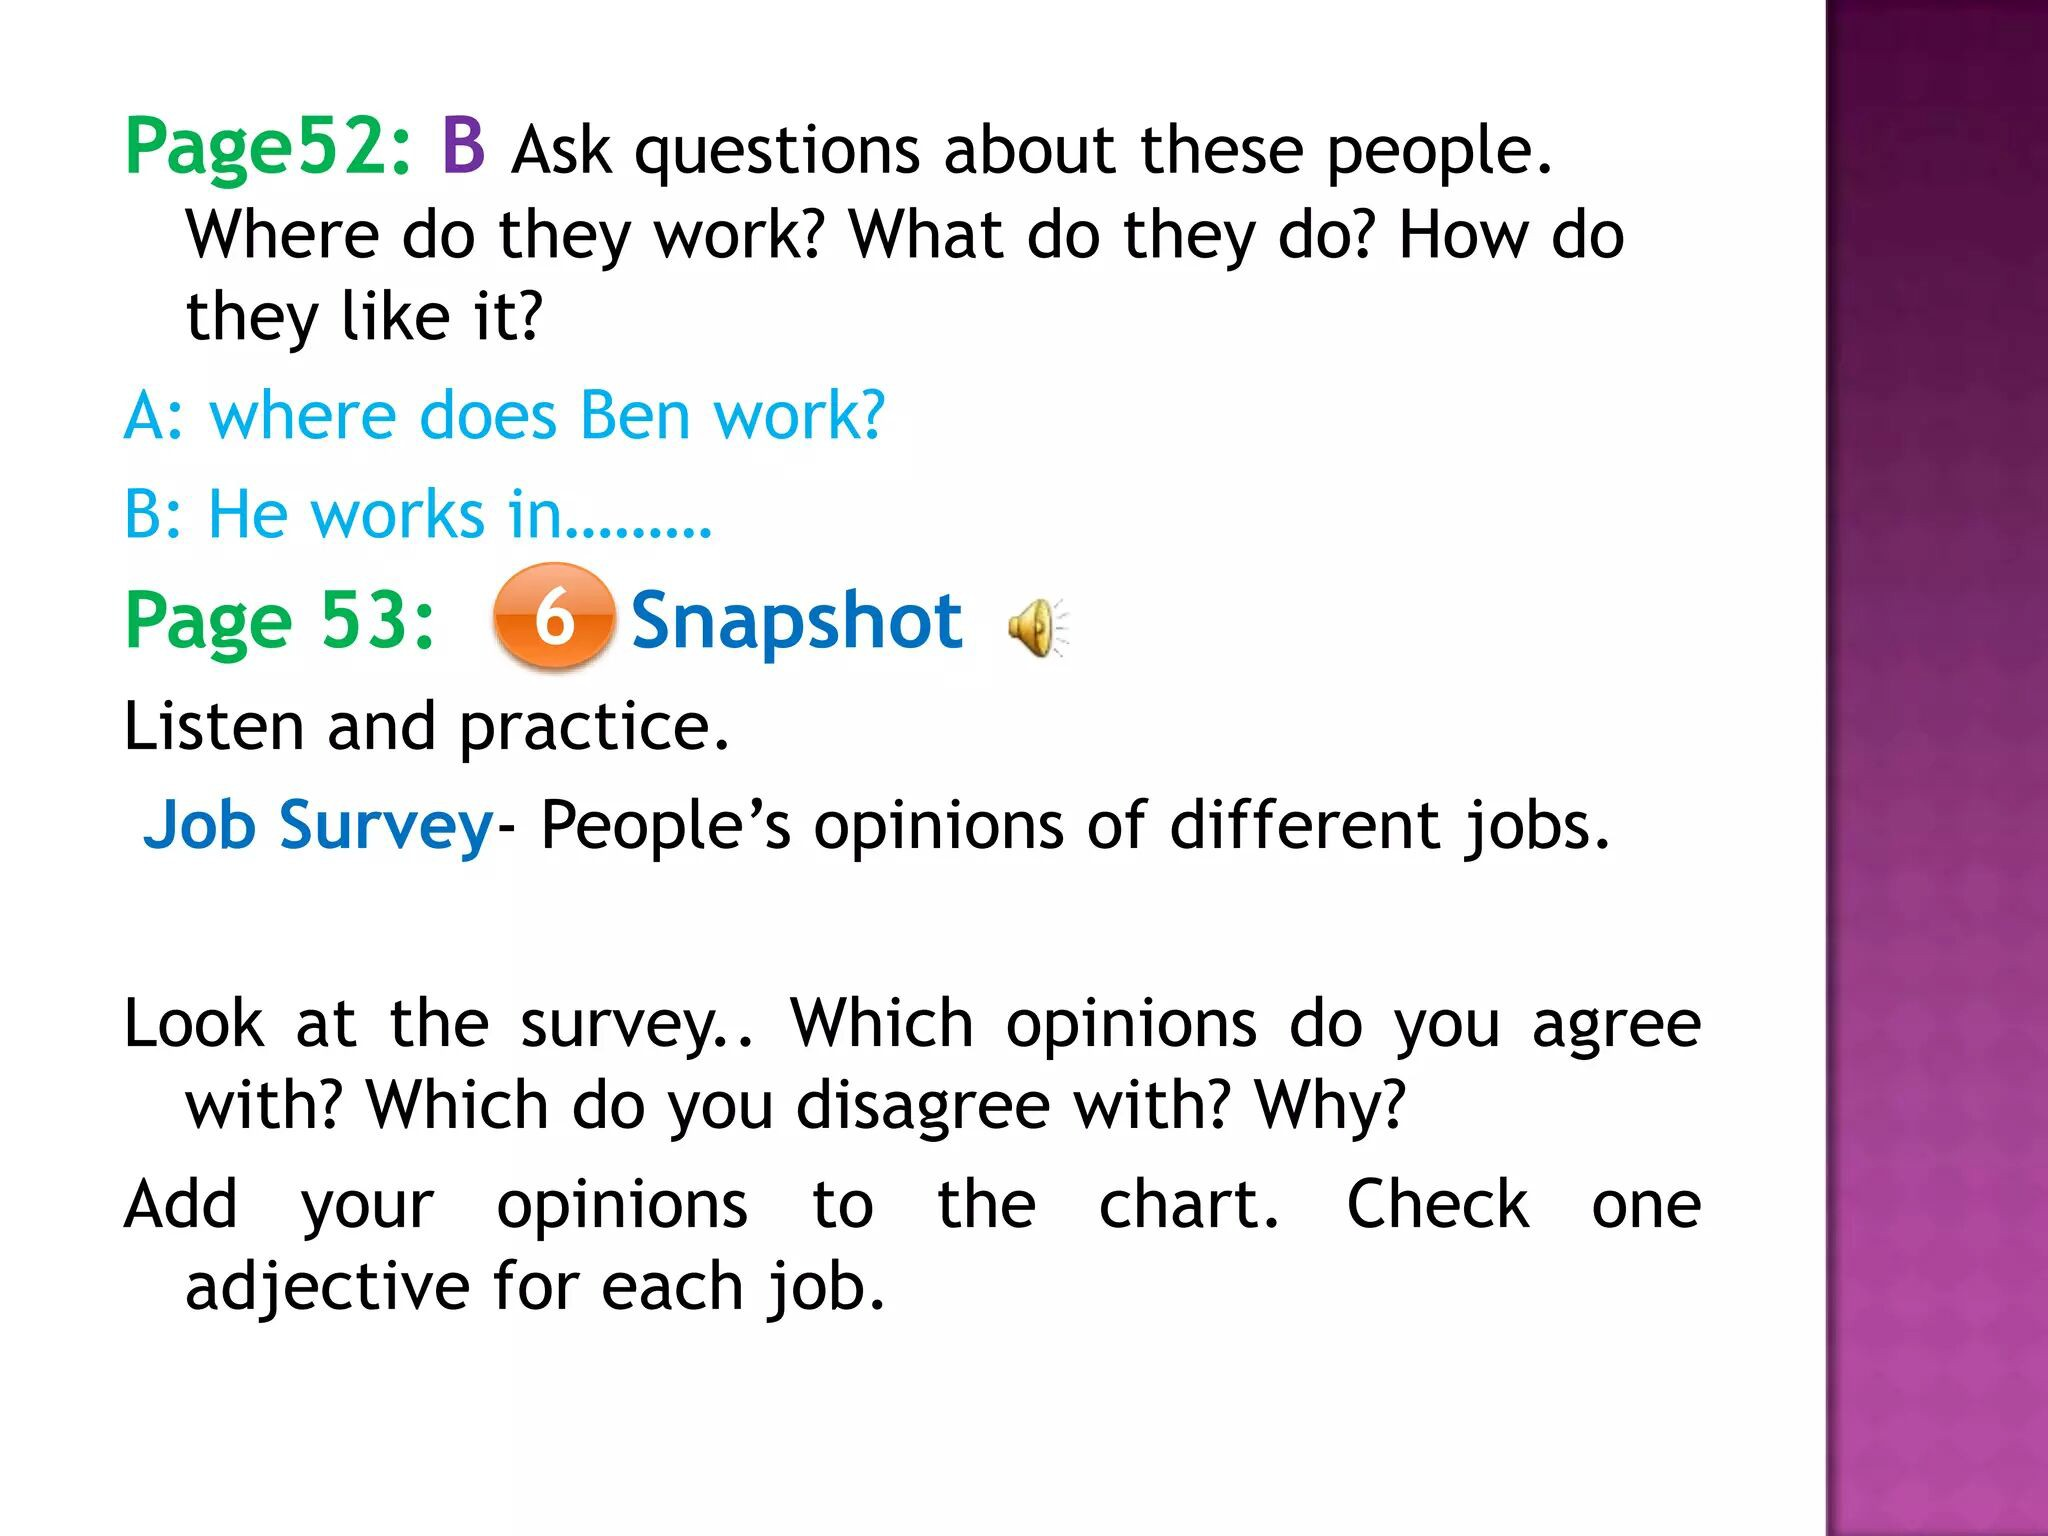 Page52: B Ask questions about these people.
Where do they work? What do they do? How do
they like it?
A: where does Ben work?
B: He works in………
Page 53: 6 Snapshot
Listen and practice.
Job Survey- People’s opinions of different jobs.
Look at the survey.. Which opinions do you agree
with? Which do you disagree with? Why?
Add your opinions to the chart. Check one
adjective for each job.